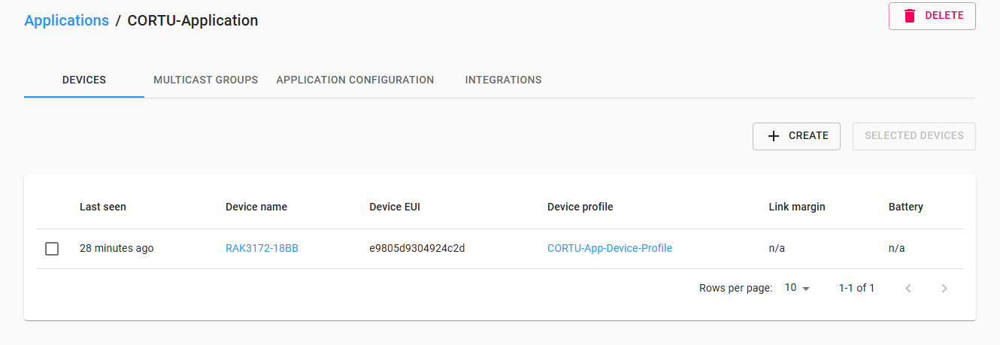 Applications / CORTU-Application
DELETE
DEVICES MULTICAST GROUPS APPLICATION CONFIGURATION INTEGRATIONS
CREATE SELECTED DEVICES
Last seen Device name Device EUI Device profile Link margin Battery
28 minutes ago RAK3172-18BB e9805d9304924c2d CORTU-App-Device-Profile n/a n/a
Rows per page: 10 1-1 of 1